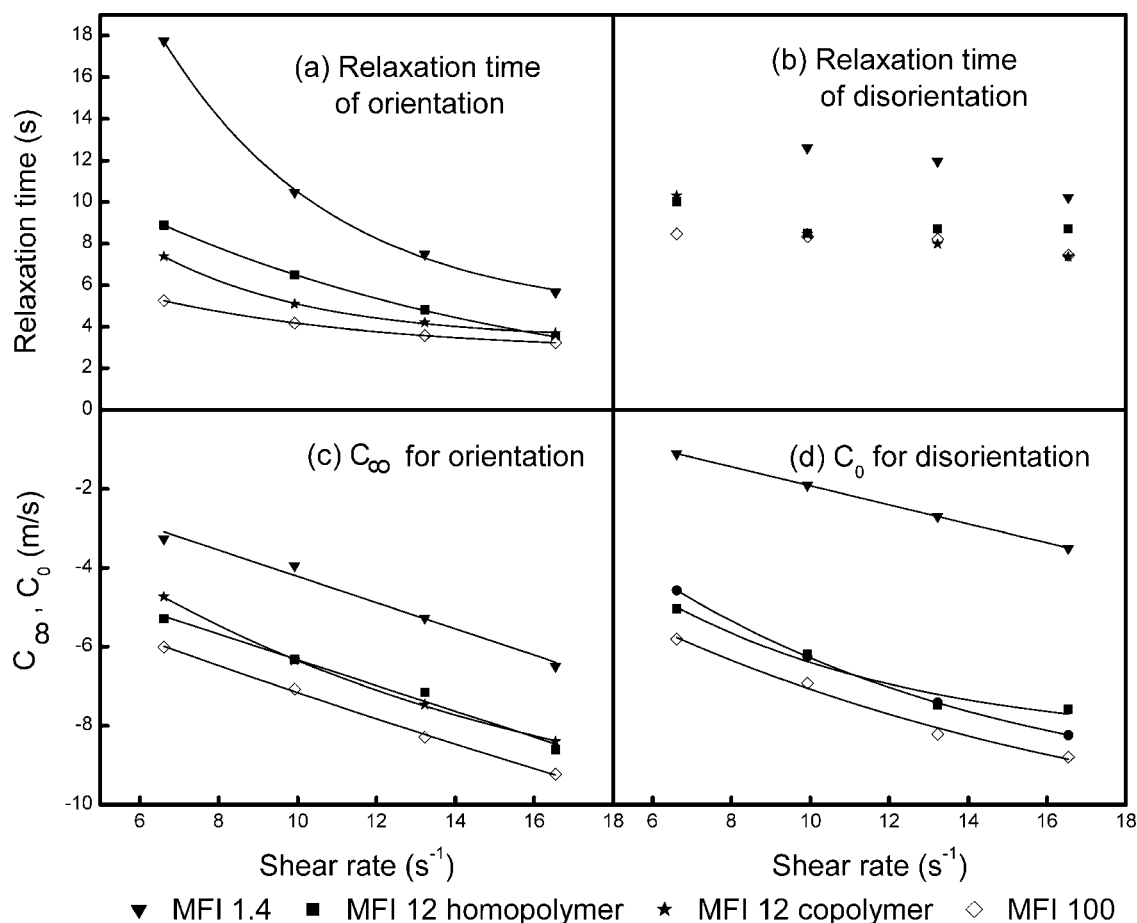 (a) Relaxation time
of orientation
(b) Relaxation time
of disorientation
Relaxation time (s)
18
16
14
12
10
8
6
4
2
0
(c) C∞ for orientation
(d) C₀ for disorientation
C∞ , C₀ (m/s)
-2
-4
-6
-8
-10
6 8 10 12 14 16 18
6 8 10 12 14 16 18
Shear rate (s⁻¹)
Shear rate (s⁻¹)
▼ MFI 1.4 ■ MFI 12 homopolymer ★ MFI 12 copolymer ◇ MFI 100